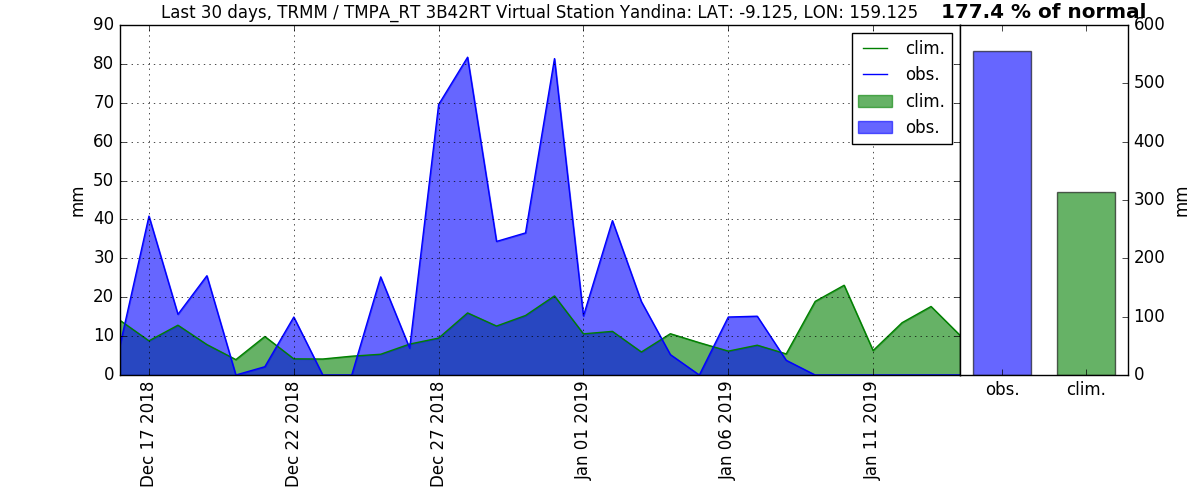 Last 30 days, TRMM / TMPA_RT 3B42RT Virtual Station Yandina: LAT: -9.125, LON: 159.125
177.4 % of normal
90
80
70
60
50
40
30
20
10
0
mm
clim.
obs.
clim.
obs.
Dec 17 2018
Dec 22 2018
Dec 27 2018
Jan 01 2019
Jan 06 2019
Jan 11 2019
600
500
400
300
200
100
0
mm
obs.
clim.